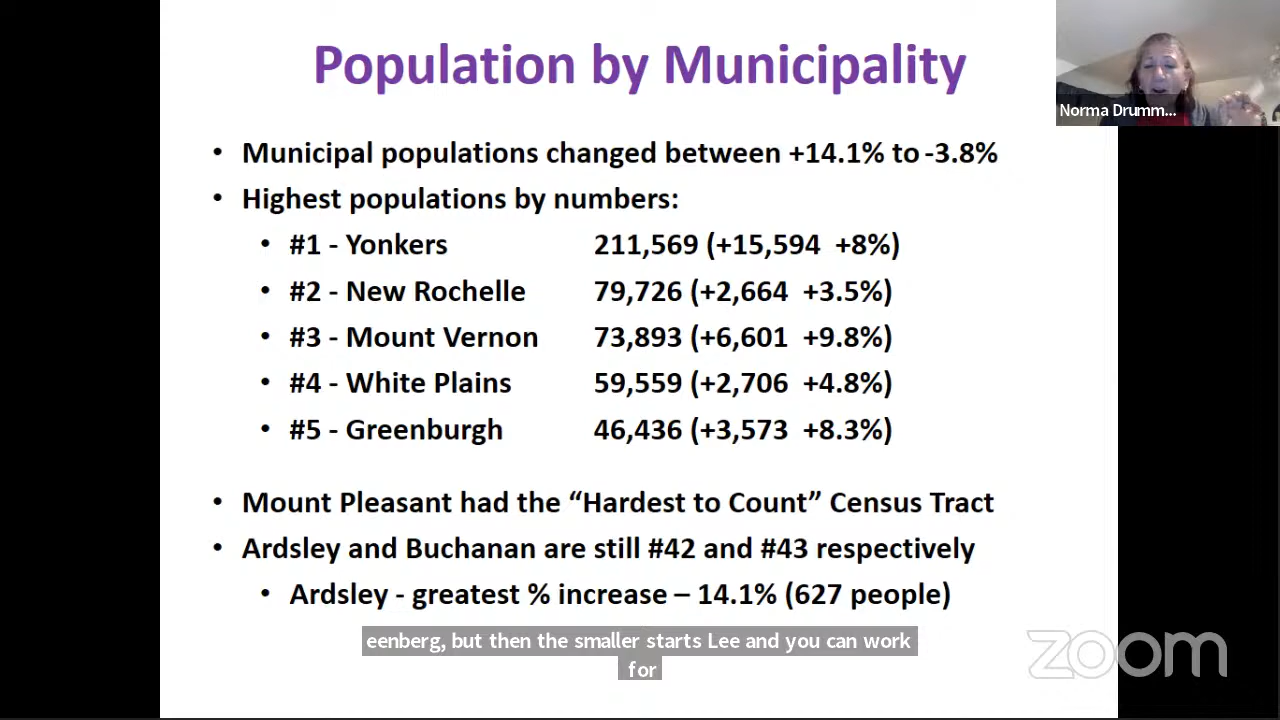 Population by Municipality
Norma Drumm...
• Municipal populations changed between +14.1% to -3.8%
• Highest populations by numbers:
• #1 - Yonkers 211,569 (+15,594 +8%)
• #2 - New Rochelle 79,726 (+2,664 +3.5%)
• #3 - Mount Vernon 73,893 (+6,601 +9.8%)
• #4 - White Plains 59,559 (+2,706 +4.8%)
• #5 - Greenburgh 46,436 (+3,573 +8.3%)
• Mount Pleasant had the “Hardest to Count” Census Tract
• Ardsley and Buchanan are still #42 and #43 respectively
• Ardsley - greatest % increase – 14.1% (627 people)
eenberg, but then the smaller starts Lee and you can work
for
zoom